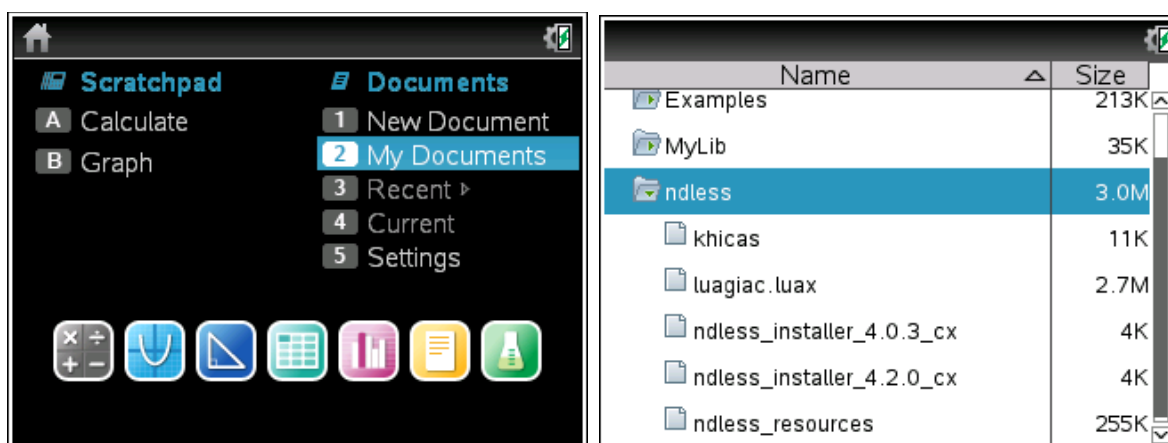 Scratchpad
A Calculate
B Graph
Documents
1 New Document
2 My Documents
3 Recent ▹
4 Current
5 Settings
Name Size
Examples 213K
MyLib 35K
ndless 3.0M
khicas 11K
luagiac.luax 2.7M
ndless_installer_4.0.3_cx 4K
ndless_installer_4.2.0_cx 4K
ndless_resources 255K